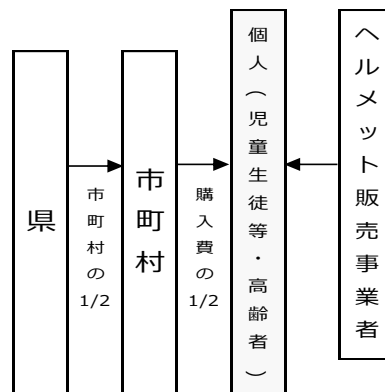 県
市町村の1/2
市町村
購入費の1/2
個人（児童生徒等・高齢者）
ヘルメット販売事業者